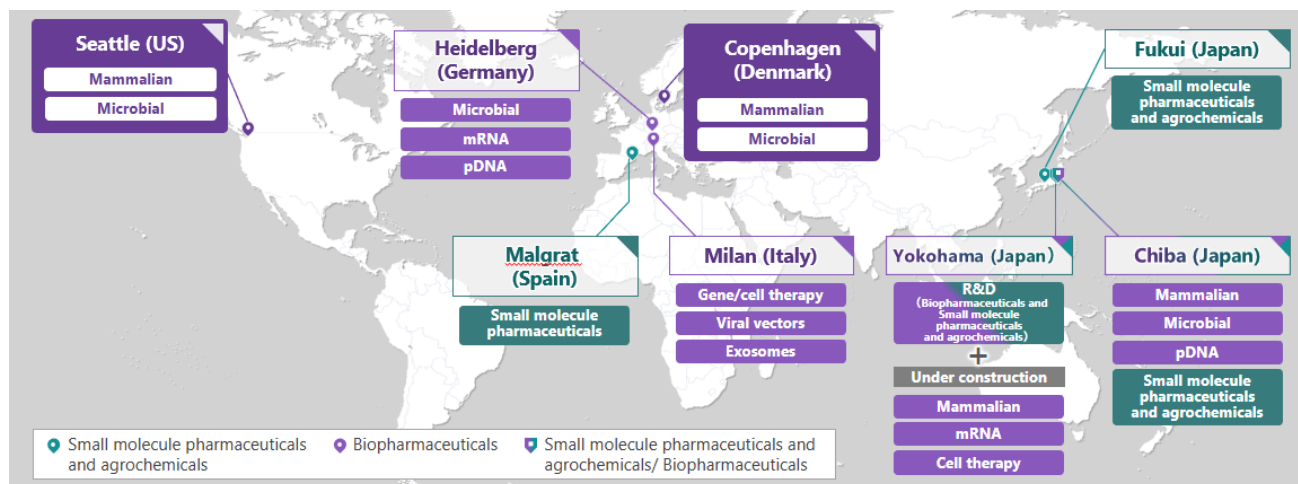 Seattle (US)
Mammalian
Microbial
Heidelberg
(Germany)
Microbial
mRNA
pDNA
Copenhagen
(Denmark)
Mammalian
Microbial
Fukui (Japan)
Small molecule
pharmaceuticals
and agrochemicals
Malgrat
(Spain)
Small molecule
pharmaceuticals
Milan (Italy)
Gene/cell therapy
Viral vectors
Exosomes
Yokohama (Japan)
R&D
(Biopharmaceuticals and
Small molecule
pharmaceuticals
and agrochemicals)
+
Under construction
Mammalian
mRNA
Cell therapy
Chiba (Japan)
Mammalian
Microbial
pDNA
Small molecule
pharmaceuticals
and agrochemicals
Small molecule pharmaceuticals
and agrochemicals
Biopharmaceuticals
Small molecule pharmaceuticals and
agrochemicals/ Biopharmaceuticals